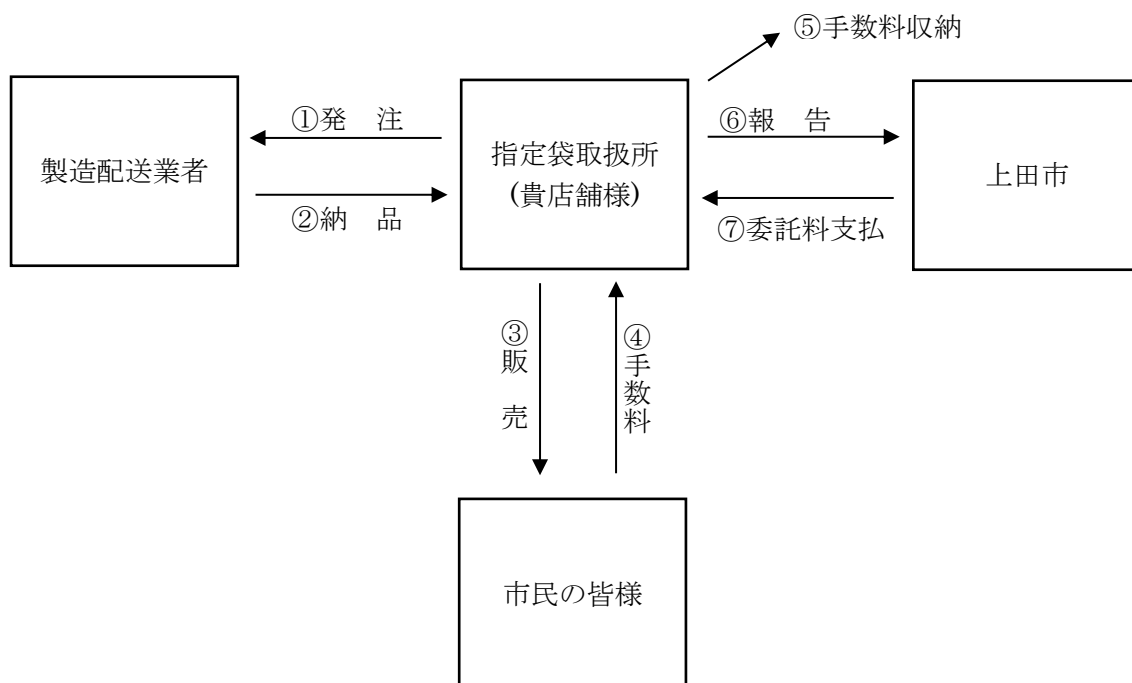 ⑤手数料収納
①発　注
⑥報　告
製造配送業者
指定袋取扱所
(貴店舗様)
上田市
②納　品
⑦委託料支払
③販　売
④手数料
市民の皆様